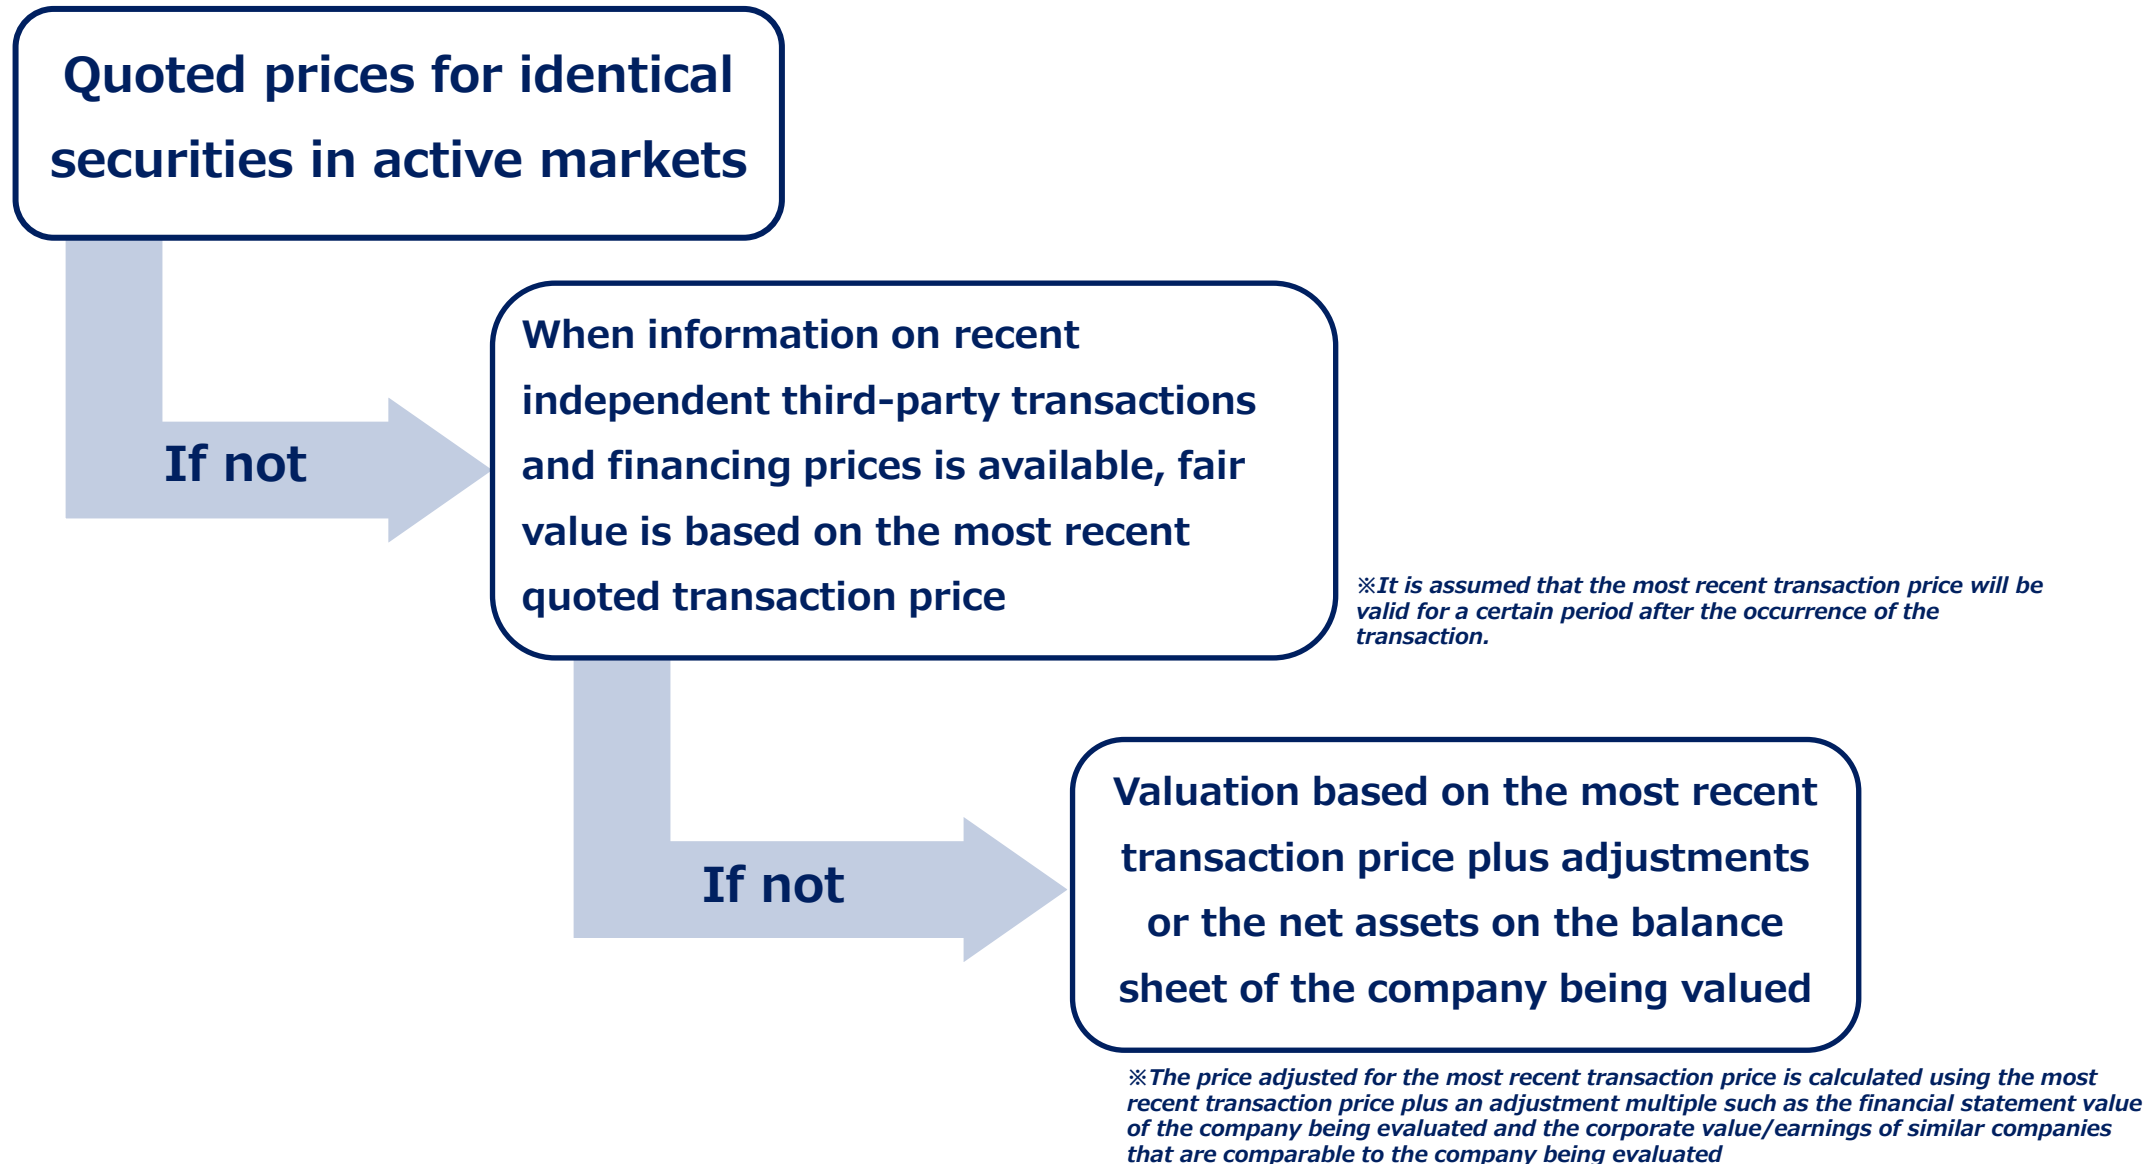 Quoted prices for identical
securities in active markets
If not
When information on recent
independent third-party transactions
and financing prices is available, fair
value is based on the most recent
quoted transaction price
※It is assumed that the most recent transaction price will be
valid for a certain period after the occurrence of the
transaction.
If not
Valuation based on the most recent
transaction price plus adjustments
or the net assets on the balance
sheet of the company being valued
※The price adjusted for the most recent transaction price is calculated using the most
recent transaction price plus an adjustment multiple such as the financial statement value
of the company being evaluated and the corporate value/earnings of similar companies
that are comparable to the company being evaluated